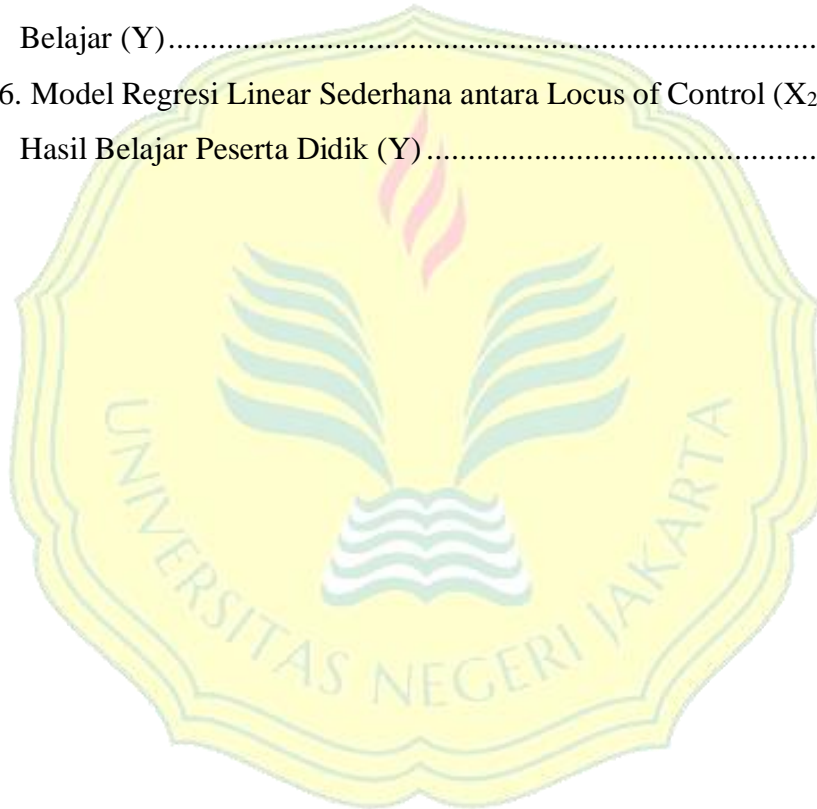 Belajar (Y)........................................................................
6. Model Regresi Linear Sederhana antara Locus of Control (X2
Hasil Belajar Peserta Didik (Y)...............................................
UNIVERSITAS NEGERI JAKARTA